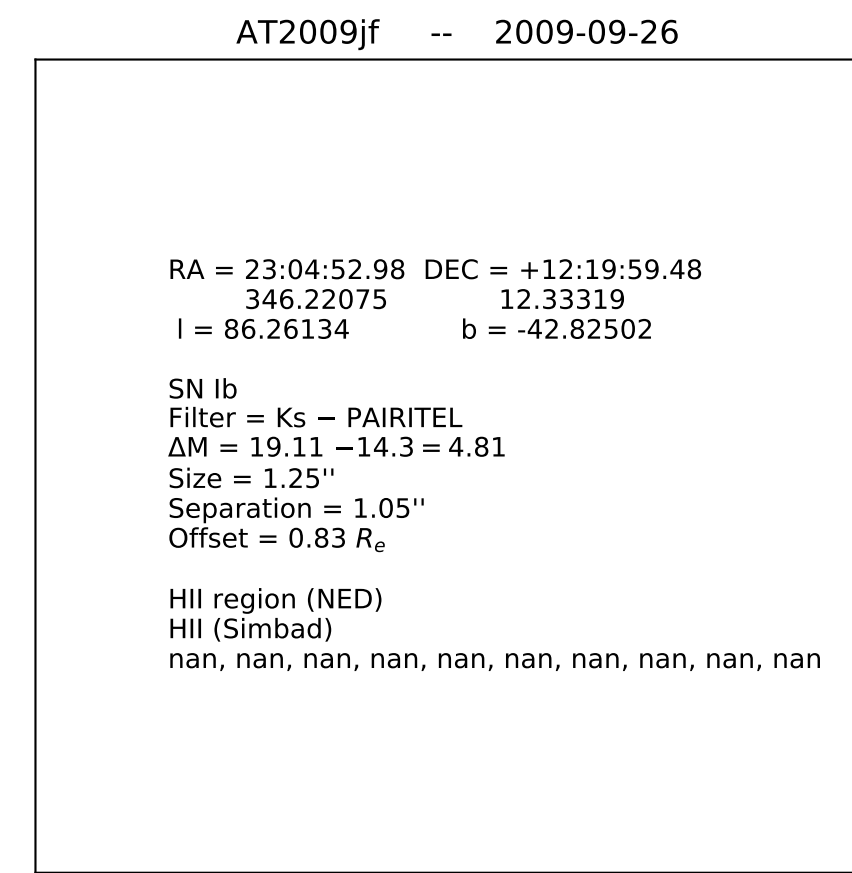 AT2009jf -- 2009-09-26
RA = 23:04:52.98 DEC = +12:19:59.48
346.22075 12.33319
l = 86.26134 b = -42.82502
SN Ib
Filter = Ks − PAIRITEL
ΔM = 19.11 −14.3 = 4.81
Size = 1.25''
Separation = 1.05''
Offset = 0.83 Re
HII region (NED)
HII (Simbad)
nan, nan, nan, nan, nan, nan, nan, nan, nan, nan